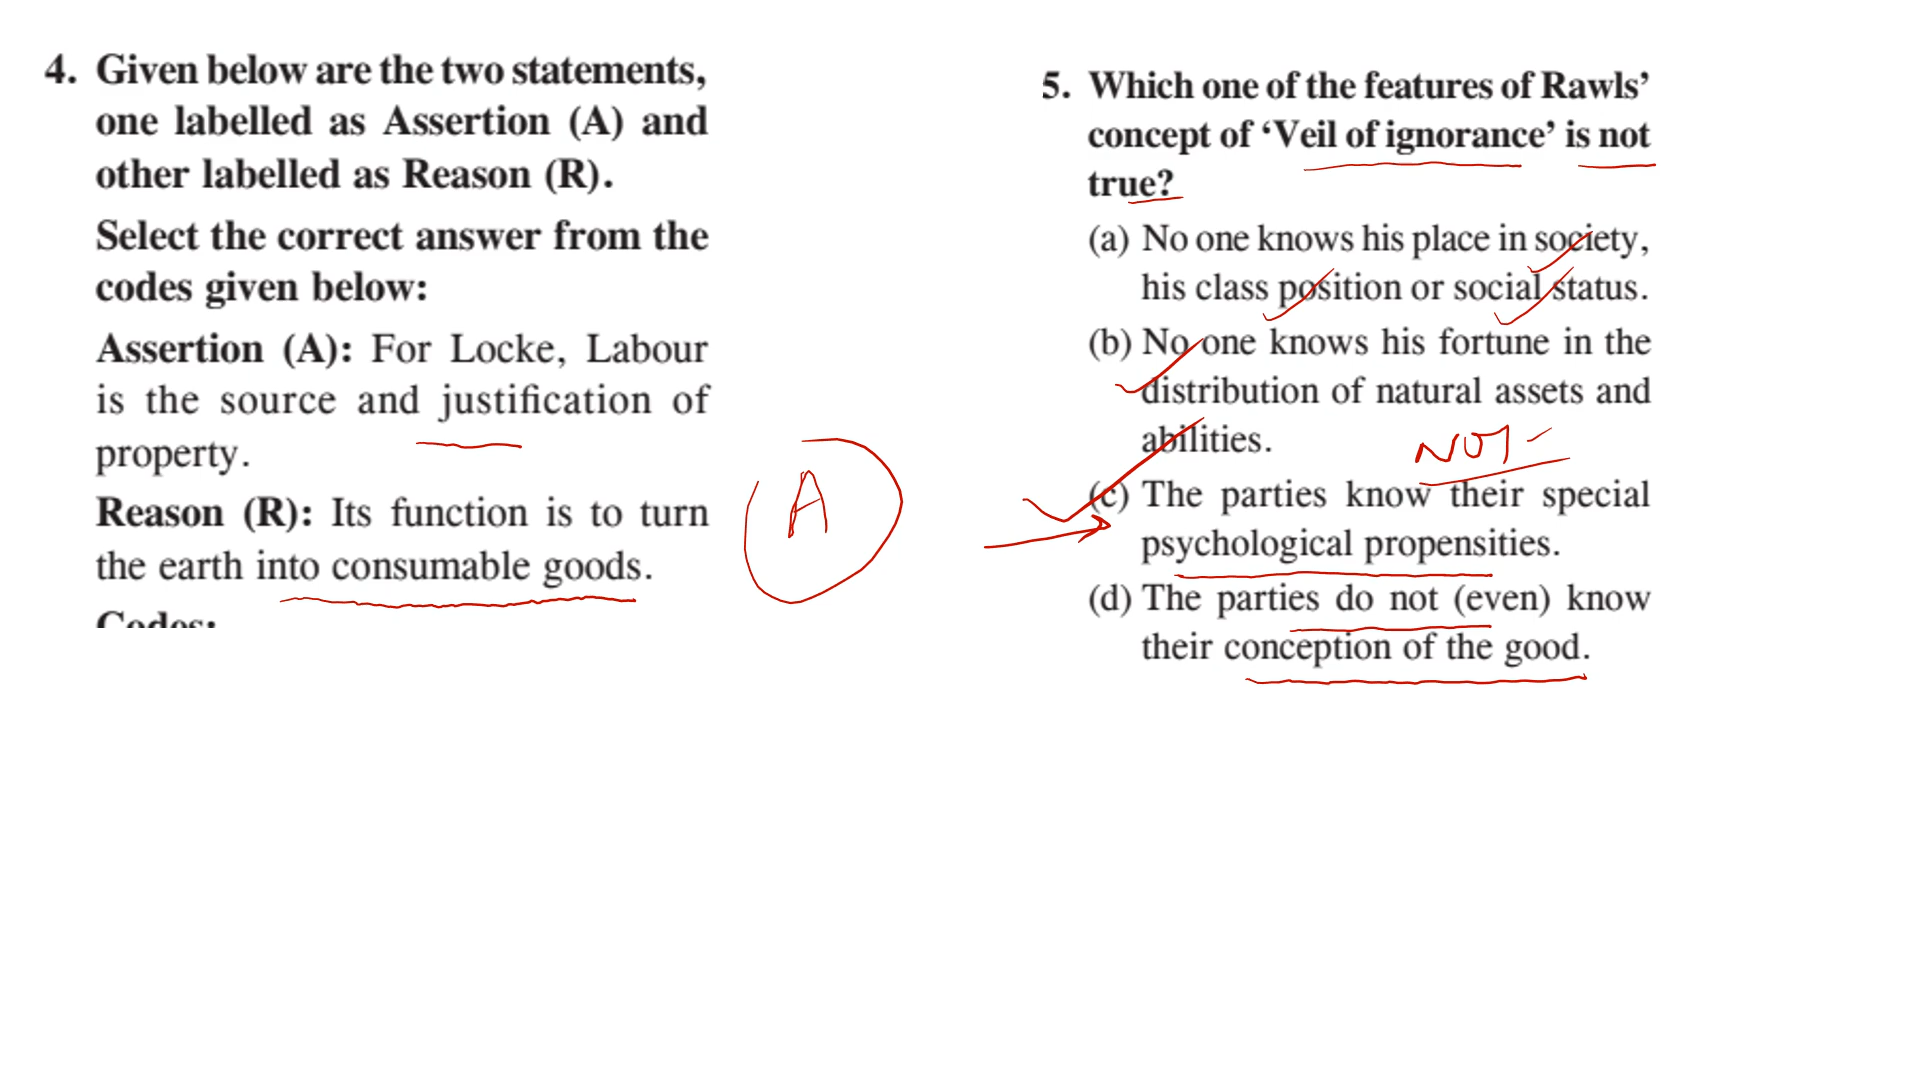 4. Given below are the two statements,
one labelled as Assertion (A) and
other labelled as Reason (R).
Select the correct answer from the
codes given below:
Assertion (A): For Locke, Labour
is the source and justification of
property.
Reason (R): Its function is to turn
the earth into consumable goods.
Codes:
A
5. Which one of the features of Rawls’
concept of ‘Veil of ignorance’ is not
true?
(a) No one knows his place in society,
his class position or social status.
(b) No one knows his fortune in the
distribution of natural assets and
abilities.
NOT
(c) The parties know their special
psychological propensities.
(d) The parties do not (even) know
their conception of the good.